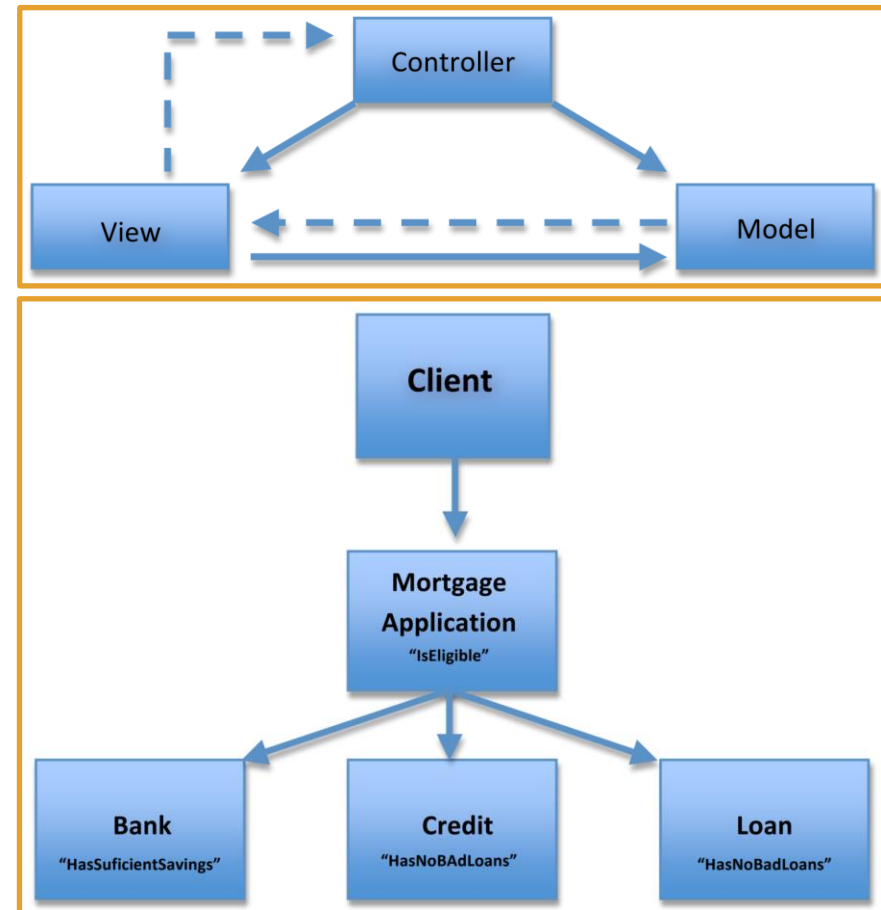 Controller
View
Model
Client
Mortgage
Application
“IsEligible”
Bank
“HasSuficientSavings”
Credit
“HasNoBAdLoans”
Loan
“HasNoBadLoans”